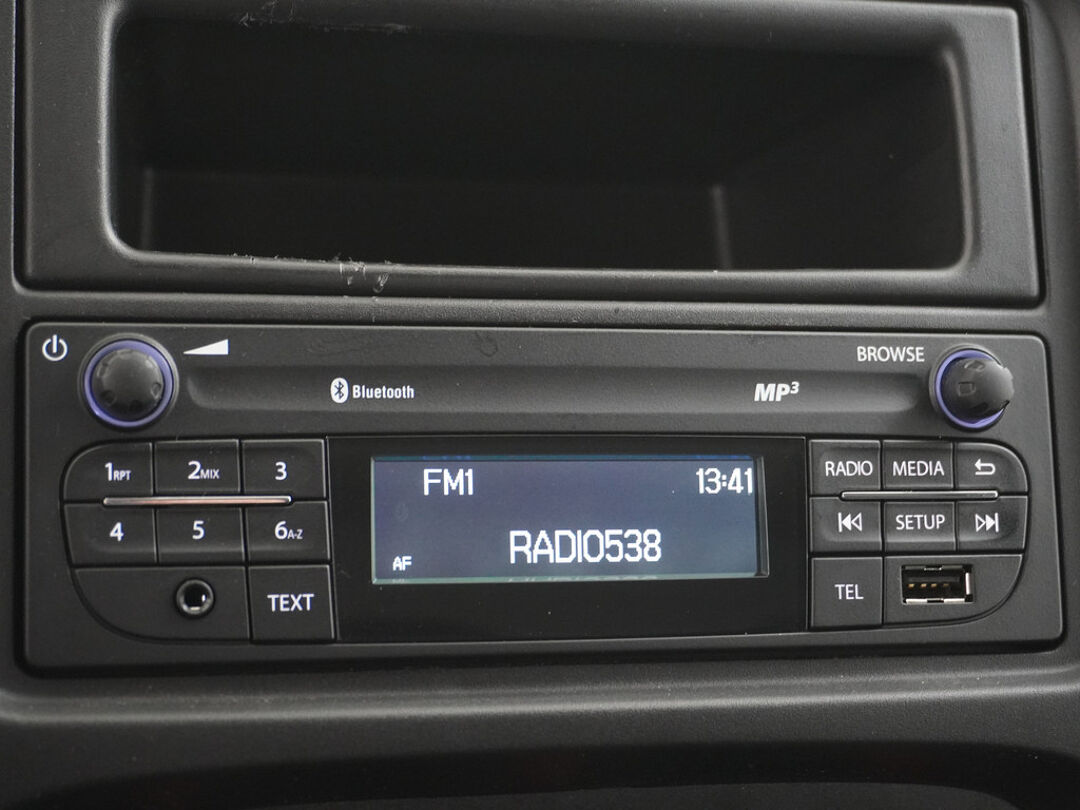 BROWSE
Bluetooth
MP3
1RPT 2MIX 3
4 5 6A-Z
TEXT
FM1 13:41
RADIO538
AF
RADIO MEDIA
SETUP
TEL